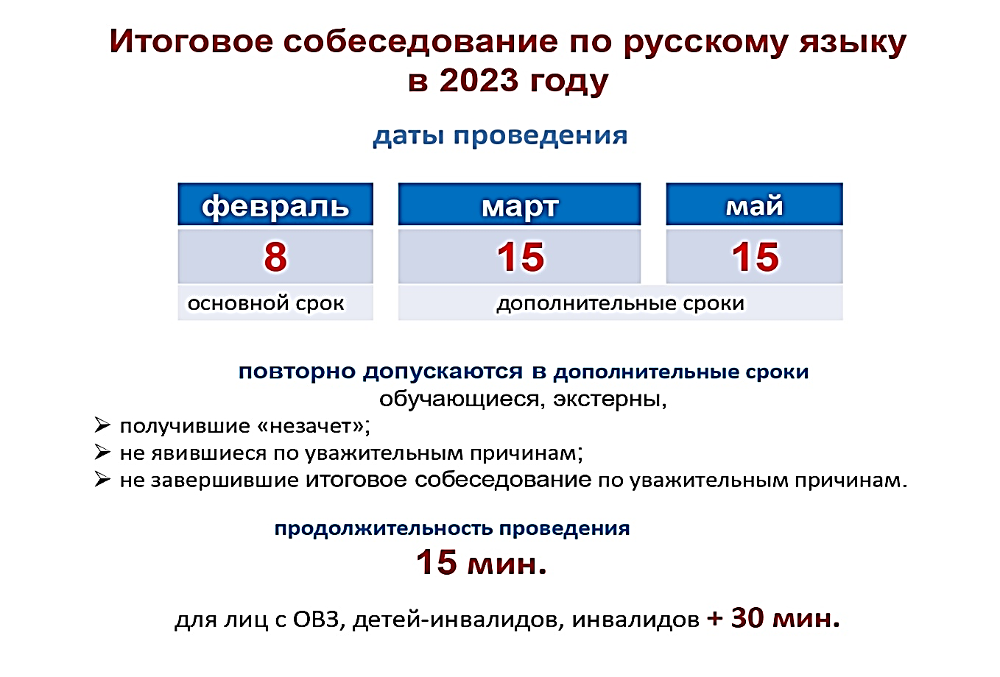 Итоговое собеседование по русскому языку
в 2023 году
даты проведения
февраль март май
8 15 15
основной срок дополнительные сроки
повторно допускаются в дополнительные сроки
обучающиеся, экстерны,
➢ получившие «незачет»;
➢ не явившиеся по уважительным причинам;
➢ не завершившие итоговое собеседование по уважительным причинам.
продолжительность проведения
15 мин.
для лиц с ОВЗ, детей-инвалидов, инвалидов + 30 мин.